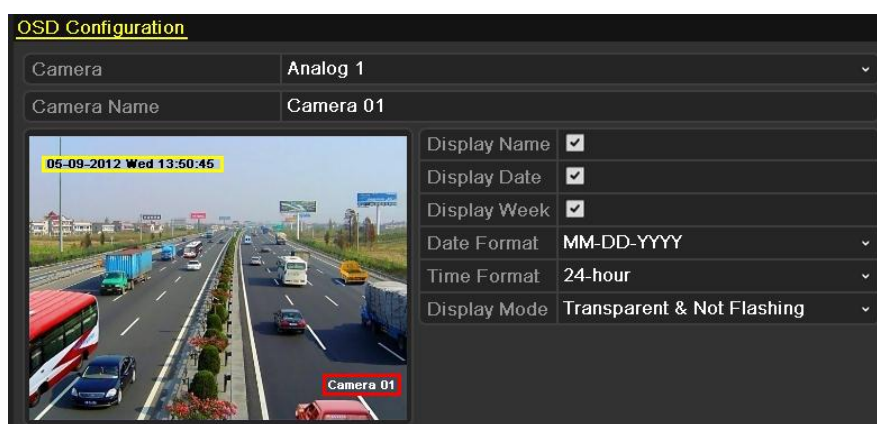 OSD Configuration
Camera Analog 1
Camera Name Camera 01
05-09-2012 Wed 13:50:45
Camera 01
Display Name
Display Date
Display Week
Date Format MM-DD-YYYY
Time Format 24-hour
Display Mode Transparent & Not Flashing